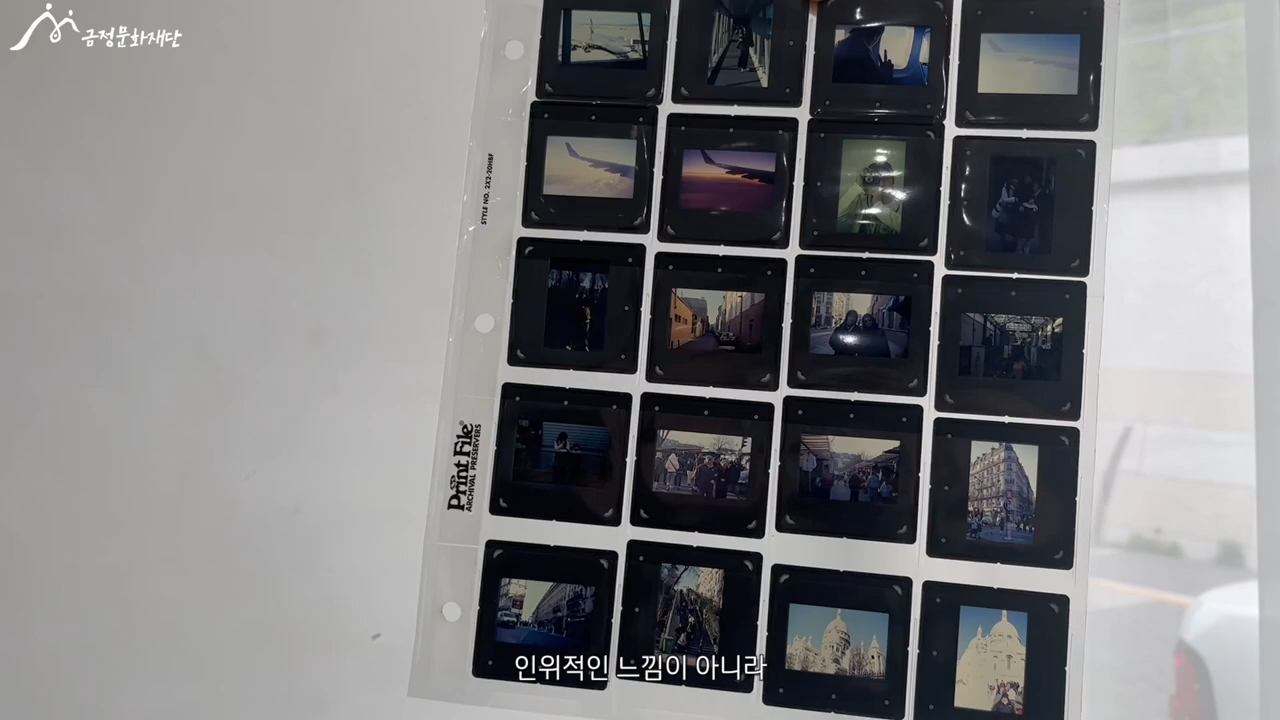 금정문화재단
STYLE NO. 2X2-20HBF
Print File®
ARCHIVAL PRESERVERS
인위적인 느낌이 아니라